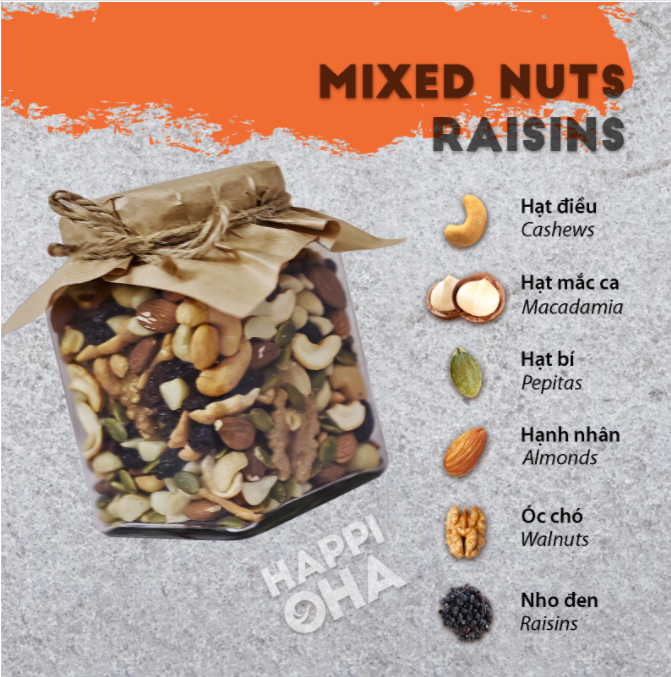 MIXED NUTS
RAISINS
Hạt điều
Cashews
Hạt mắc ca
Macadamia
Hạt bí
Pepitas
Hạnh nhân
Almonds
Óc chó
Walnuts
Nho đen
Raisins
HAPPI
OHA